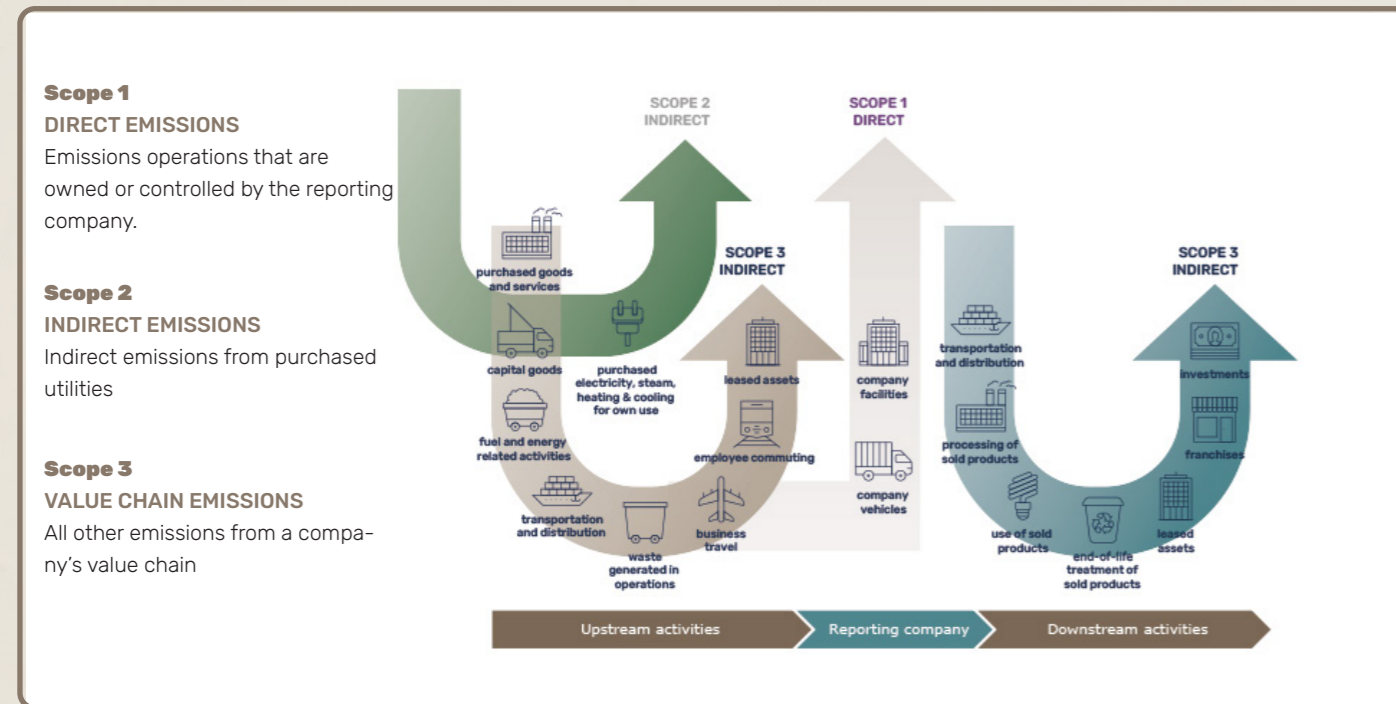 Scope 1
DIRECT EMISSIONS
Emissions operations that are
owned or controlled by the reporting
company.
Scope 2
INDIRECT EMISSIONS
Indirect emissions from purchased
utilities
Scope 3
VALUE CHAIN EMISSIONS
All other emissions from a compa-
ny's value chain
SCOPE 2
INDIRECT
purchased goods
and services
capital goods
purchased
electricity, steam,
heating & cooling
for own use
fuel and energy
related activities
transportation
and distribution
waste
generated in
operations
business
travel
employee commuting
leased assets
SCOPE 3
INDIRECT
SCOPE 1
DIRECT
company
facilities
company
vehicles
transportation
and distribution
processing of
sold products
use of sold
products
end-of-life
treatment of
sold products
leased
assets
franchises
investments
SCOPE 3
INDIRECT
Upstream activities
Reporting company
Downstream activities